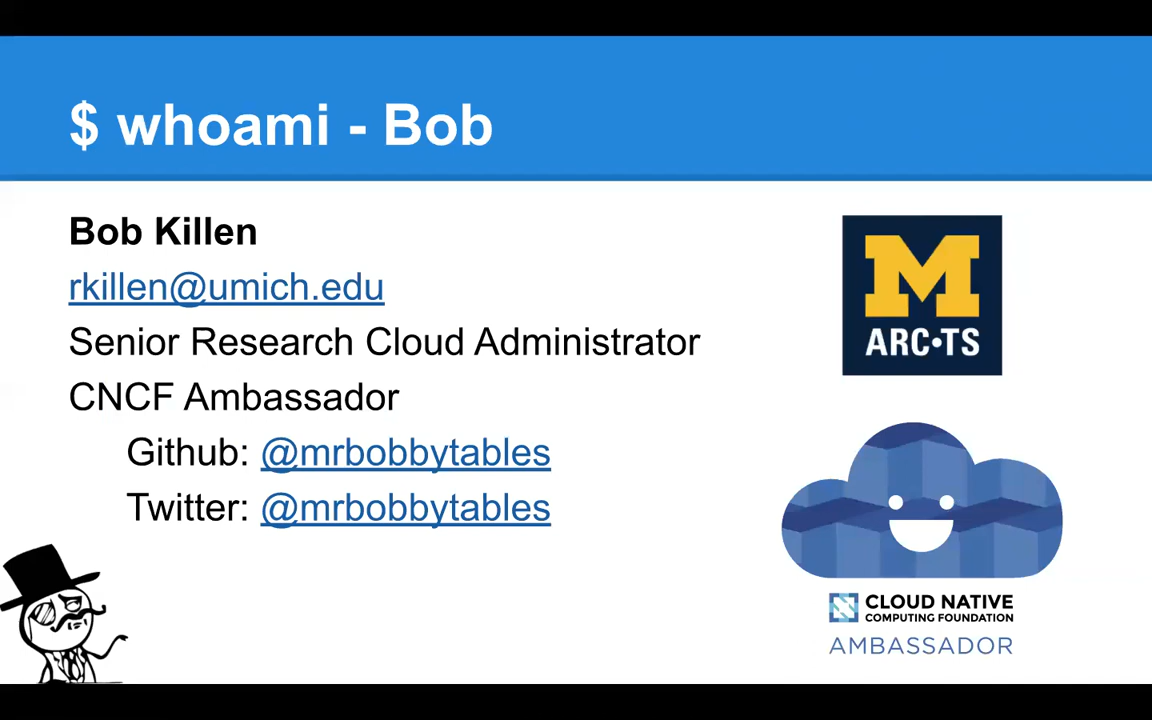 $ whoami - Bob
Bob Killen
rkillen@umich.edu
Senior Research Cloud Administrator
CNCF Ambassador
Github: @mrbobbytables
Twitter: @mrbobbytables
M
ARC•TS
CLOUD NATIVE
COMPUTING FOUNDATION
AMBASSADOR